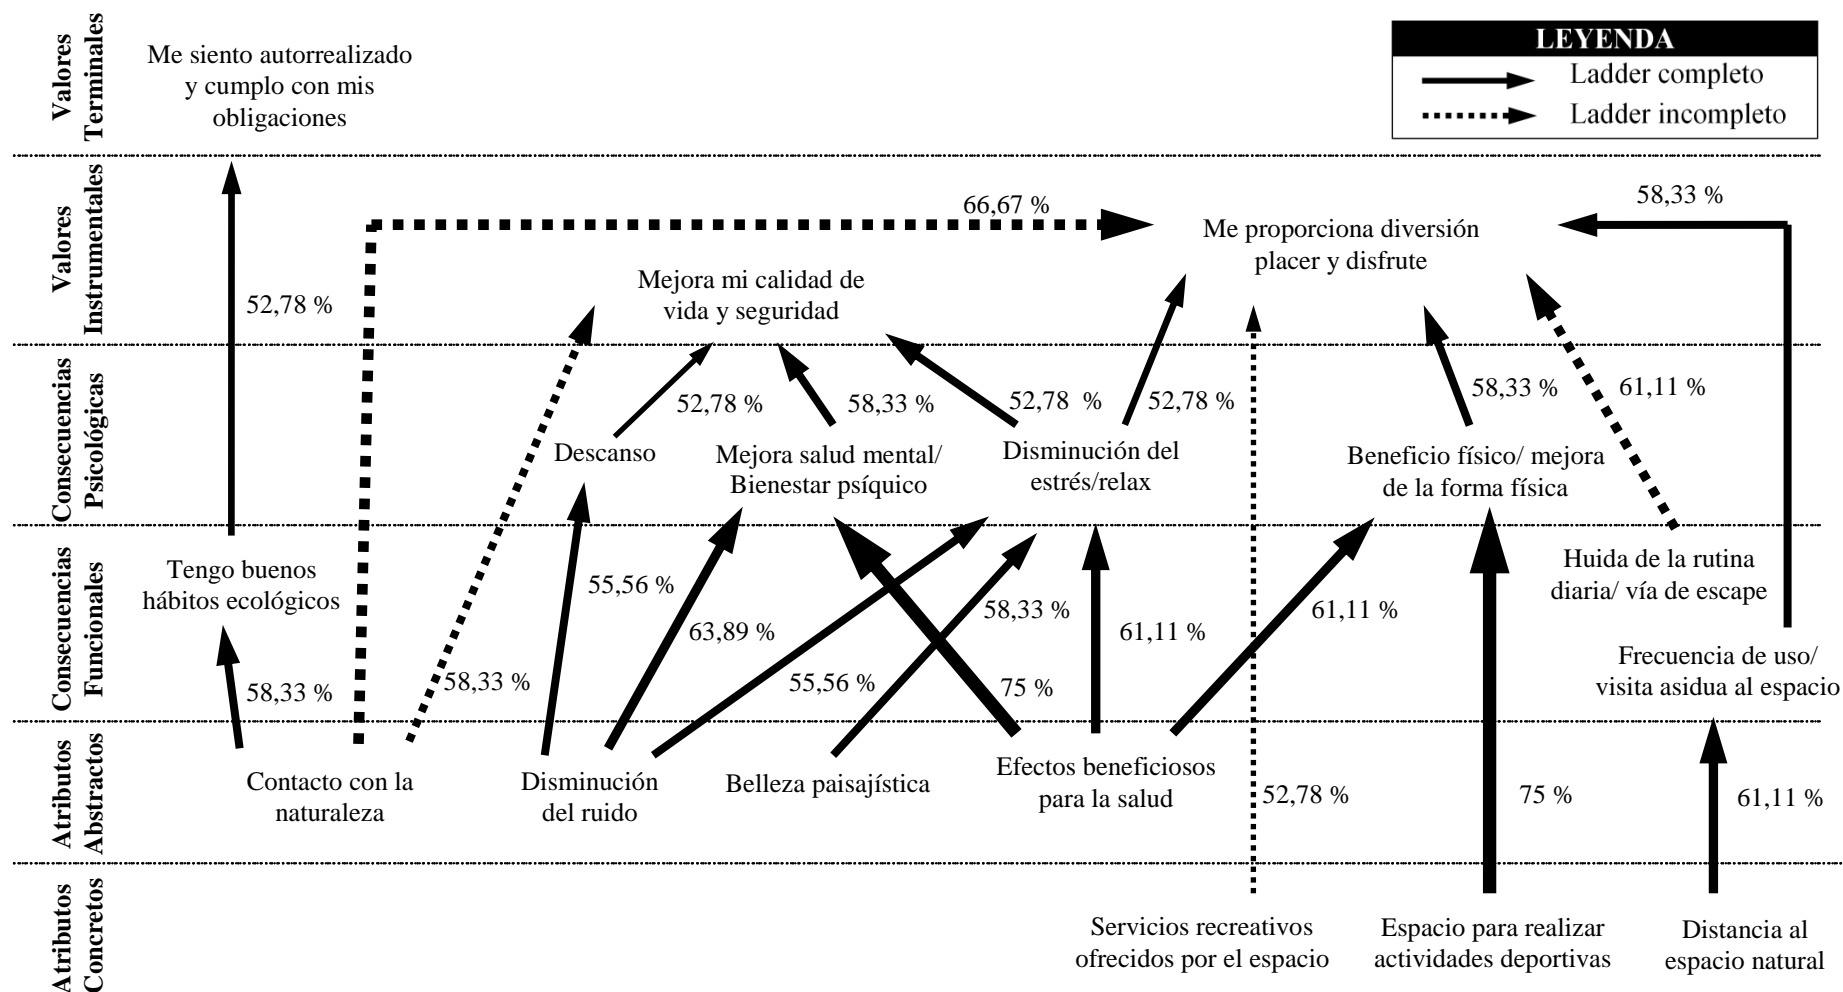 LEYENDA
Ladder completo
Ladder incompleto
Valores
Terminales
Me siento autorrealizado
y cumplo con mis
obligaciones
Valores
Instrumentales
66,67 %
58,33 %
Me proporciona diversión
placer y disfrute
Mejora mi calidad de
vida y seguridad
52,78 %
Consecuencias
Psicológicas
52,78 %
58,33 %
52,78 %
52,78 %
58,33 %
61,11 %
Descanso
Mejora salud mental/
Bienestar psíquico
Disminución del
estrés/relax
Beneficio físico/ mejora
de la forma física
Consecuencias
Funcionales
Tengo buenos
hábitos ecológicos
Huida de la rutina
diaria/ vía de escape
55,56 %
63,89 %
58,33 %
61,11 %
61,11 %
Frecuencia de uso/
visita asidua al espacio
58,33 %
58,33 %
55,56 %
75 %
Atributos
Abstractos
Contacto con la
naturaleza
Disminución
del ruido
Belleza paisajística
Efectos beneficiosos
para la salud
52,78 %
75 %
61,11 %
Atributos
Concretos
Servicios recreativos
ofrecidos por el espacio
Espacio para realizar
actividades deportivas
Distancia al
espacio natural